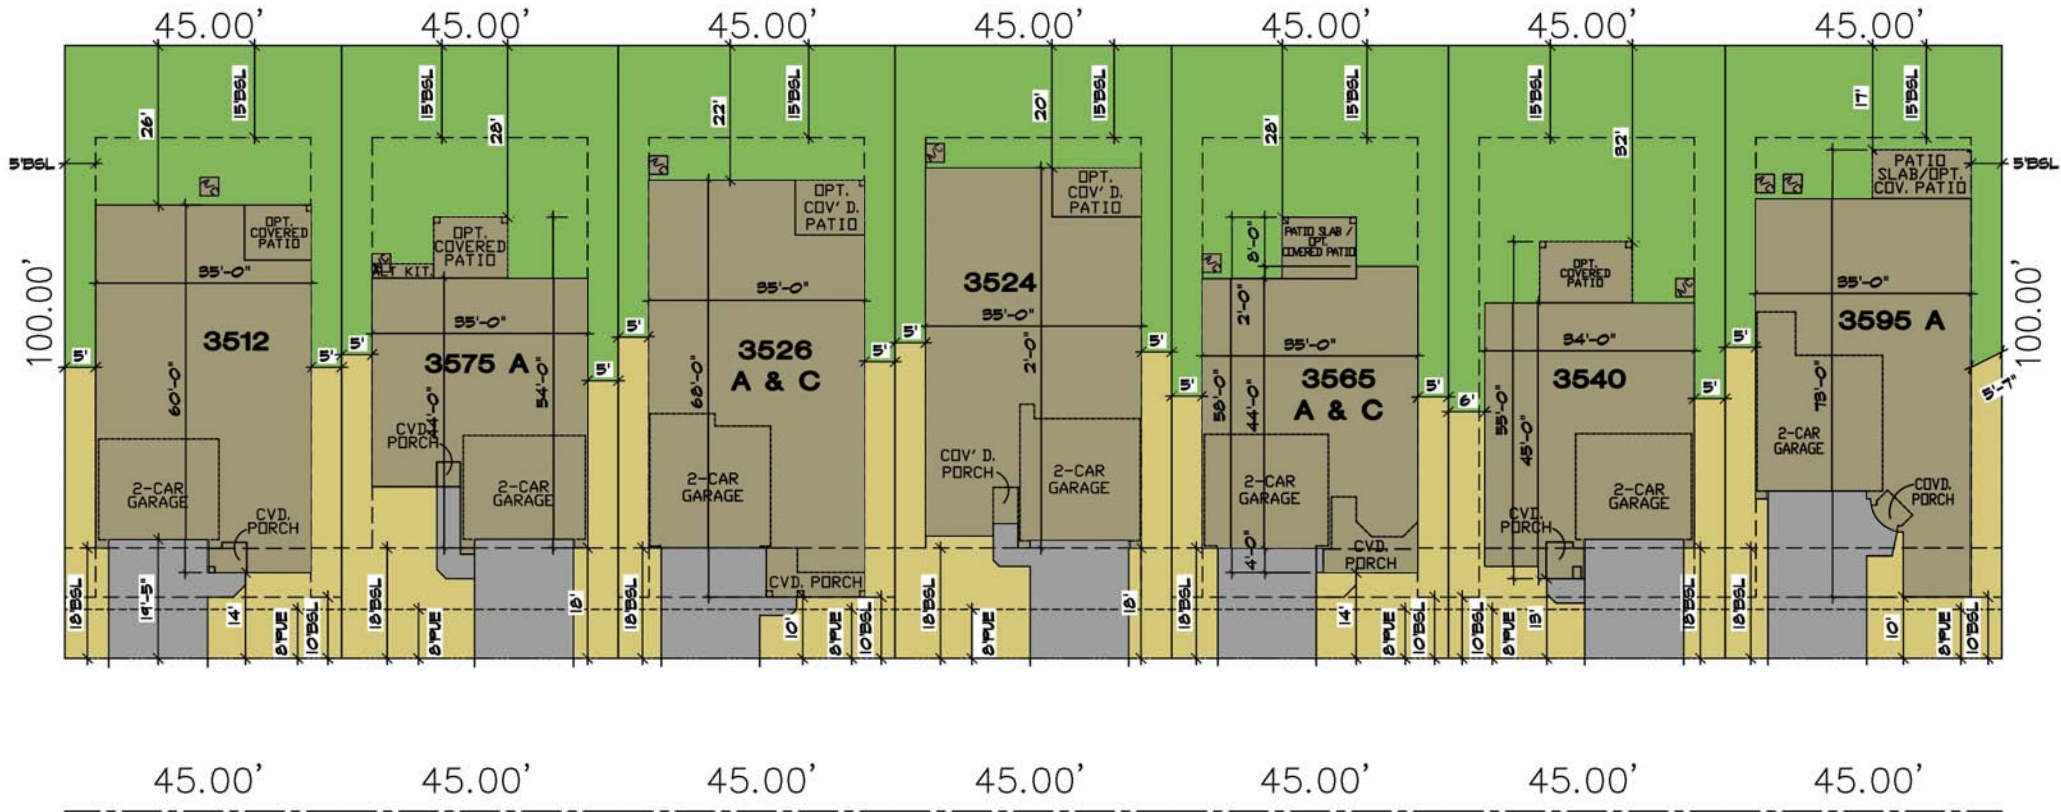 45.00' 45.00' 45.00' 45.00' 45.00' 45.00' 45.00'
100.00'
5'BSL
26'
15'BSL
OPT.
COVERED
PATIO
35'-0"
3512
5' 5'
60'-0"
2-CAR
GARAGE
CVD.
PORCH
18'BSL
19'-5"
14'
8'PUE
10'BSL
15'BSL
28'
OPT.
COVERED
PATIO
ALT KIT.
35'-0"
5'
3575 A
5'
44'-0"
54'-0"
CVD.
PORCH
2-CAR
GARAGE
18'BSL
8'PUE
18'
22'
15'BSL
OPT.
COV' D.
PATIO
35'-0"
5'
3526
A & C
5'
68'-0"
2-CAR
GARAGE
CVD. PORCH
18'BSL
10'
8'PUE
10'BSL
20'
15'BSL
OPT.
COV' D.
PATIO
3524
35'-0"
5'
2'-0"
5'
COV' D.
PORCH
2-CAR
GARAGE
18'BSL
8'PUE
18'
28'
15'BSL
8'-0"
PATIO SLAB /
OPT.
COVERED PATIO
2'-0"
35'-0"
3565
A & C
5' 5'
58'-0"
44'-0"
2-CAR
GARAGE
4'-0"
CVD.
PORCH
18'BSL
14'
8'PUE
10'BSL
15'BSL
32'
OPT.
COVERED
PATIO
34'-0"
3540
6' 5'
55'-0"
45'-0"
2-CAR
GARAGE
CVD.
PORCH
10'BSL
8'PUE
13'
18'BSL
17'
15'BSL
5'BSL
PATIO
SLAB/OPT.
COV. PATIO
35'-0"
3595 A
5'
73'-0"
5'-7"
2-CAR
GARAGE
COVD.
PORCH
18'BSL
10'
8'PUE
10'BSL
100.00'
45.00' 45.00' 45.00' 45.00' 45.00' 45.00' 45.00'